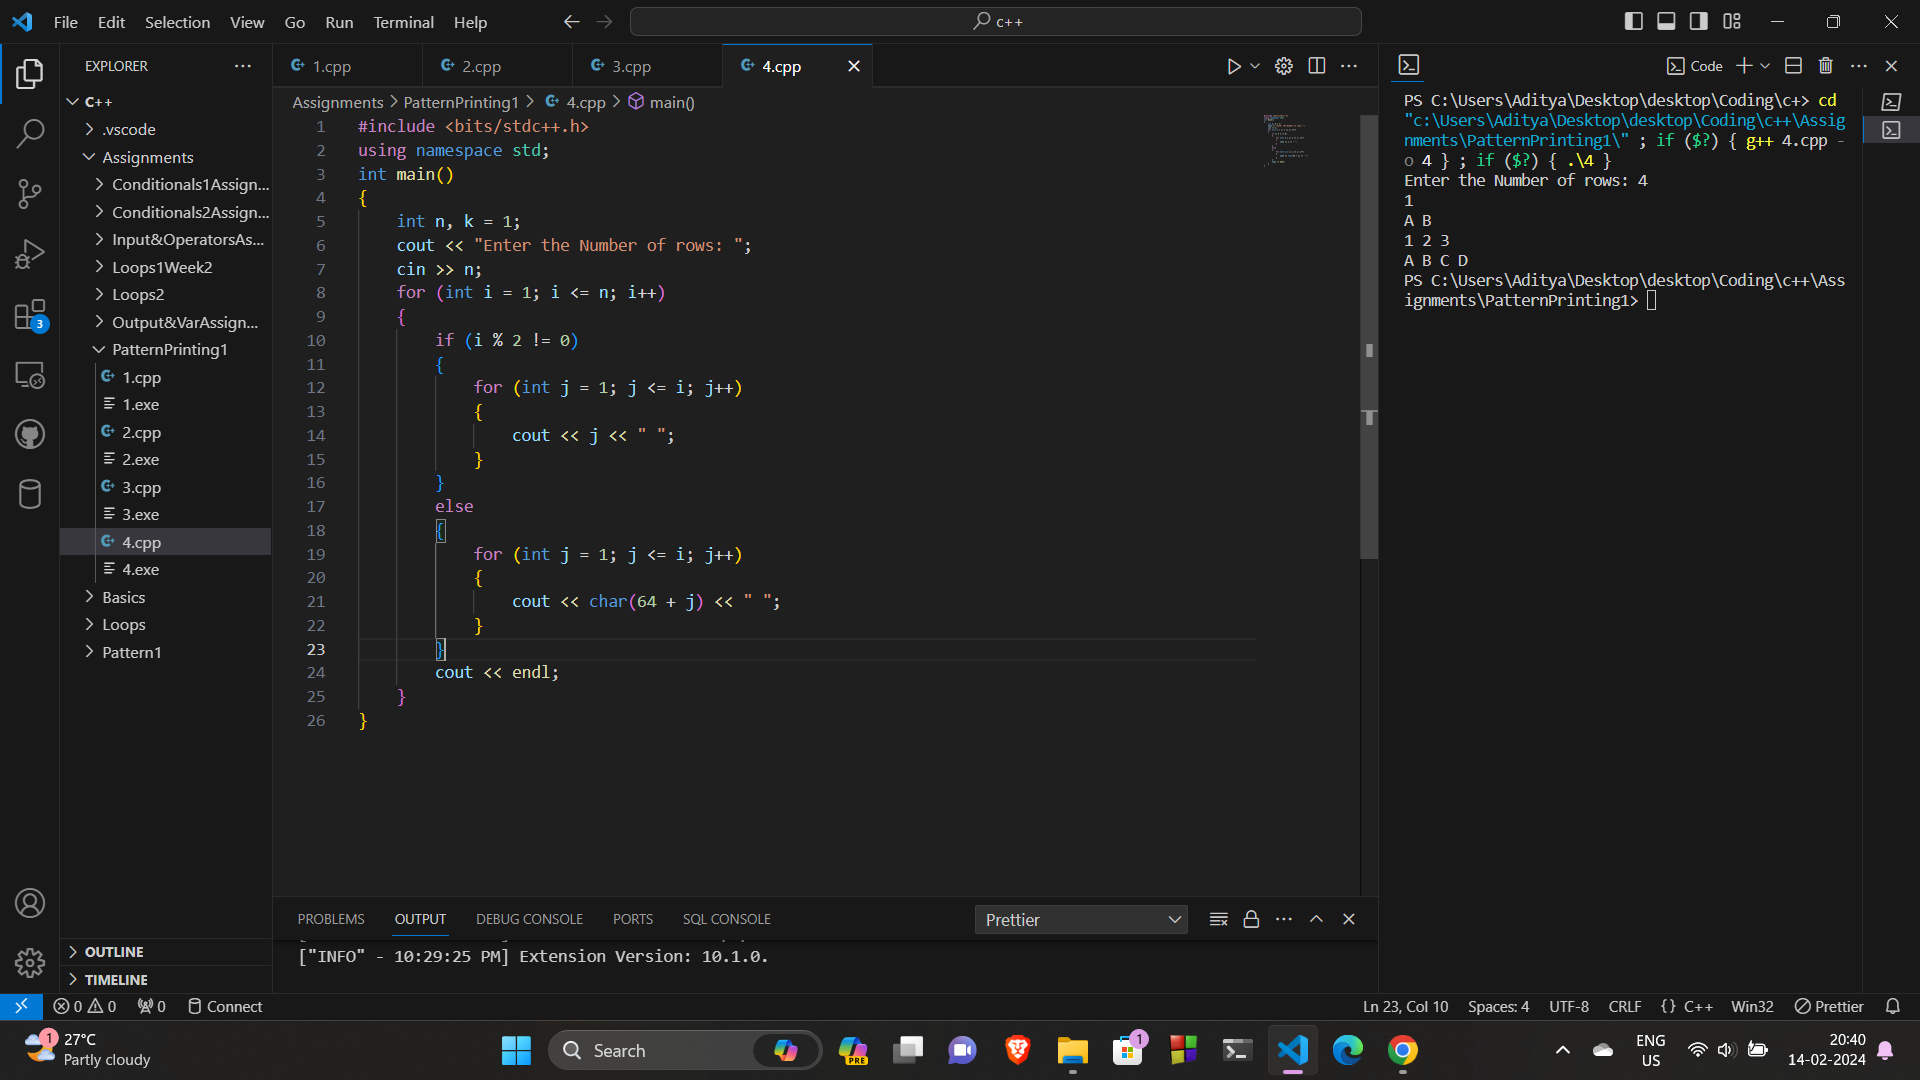 File Edit Selection View Go Run Terminal Help
c++
EXPLORER
C++
.vscode
Assignments
Conditionals1Assign...
Conditionals2Assign...
Input&OperatorsAs...
Loops1Week2
Loops2
Output&VarAssign...
PatternPrinting1
1.cpp
1.exe
2.cpp
2.exe
3.cpp
3.exe
4.cpp
4.exe
Basics
Loops
Pattern1
OUTLINE
TIMELINE
3
1.cpp 2.cpp 3.cpp 4.cpp
Assignments > PatternPrinting1 > 4.cpp > main()
1 #include <bits/stdc++.h>
2 using namespace std;
3 int main()
4 {
5 int n, k = 1;
6 cout << "Enter the Number of rows: ";
7 cin >> n;
8 for (int i = 1; i <= n; i++)
9 {
10 if (i % 2 != 0)
11 {
12 for (int j = 1; j <= i; j++)
13 {
14 cout << j << " ";
15 }
16 }
17 else
18 {
19 for (int j = 1; j <= i; j++)
20 {
21 cout << char(64 + j) << " ";
22 }
23 }
24 cout << endl;
25 }
26 }
Code
PS C:\Users\Aditya\Desktop\desktop\Coding\c+> cd
"c:\Users\Aditya\Desktop\desktop\Coding\c++\Assig
nments\PatternPrinting1\" ; if ($?) { g++ 4.cpp -
o 4 } ; if ($?) { .\4 }
Enter the Number of rows: 4
1
A B
1 2 3
A B C D
PS C:\Users\Aditya\Desktop\desktop\Coding\c++\Ass
ignments\PatternPrinting1>
PROBLEMS OUTPUT DEBUG CONSOLE PORTS SQL CONSOLE
Prettier
["INFO" - 10:29:25 PM] Extension Version: 10.1.0.
0 0 0 Connect
Ln 23, Col 10 Spaces: 4 UTF-8 CRLF {} C++ Win32 Prettier
1
27°C
Partly cloudy
Search
PRE
1
ENG
US
20:40
14-02-2024